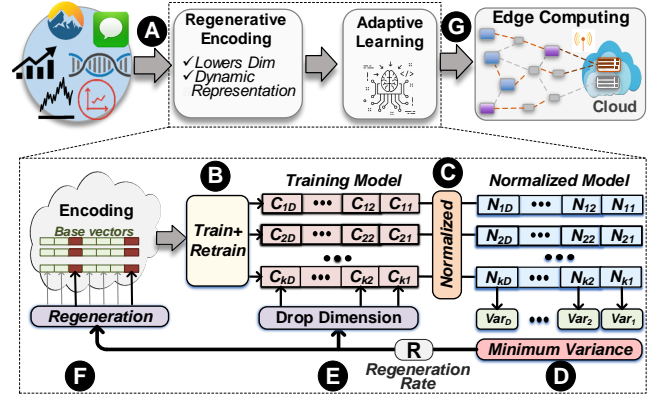 A
Regenerative
Encoding
✓Lowers Dim
✓Dynamic
Representation
Adaptive
Learning
G
Edge Computing
Cloud
B
Training Model
C
Normalized Model
Encoding
Base vectors
Train+
Retrain
C1D ••• C12 C11
C2D ••• C22 C21
•••
CkD ••• Ck2 Ck1
Normalized
N1D ••• N12 N11
N2D ••• N22 N21
•••
NkD ••• Nk2 Nk1
Regeneration
Drop Dimension
VarD ••• Var2 Var1
R
Regeneration
Rate
Minimum Variance
F
E
D